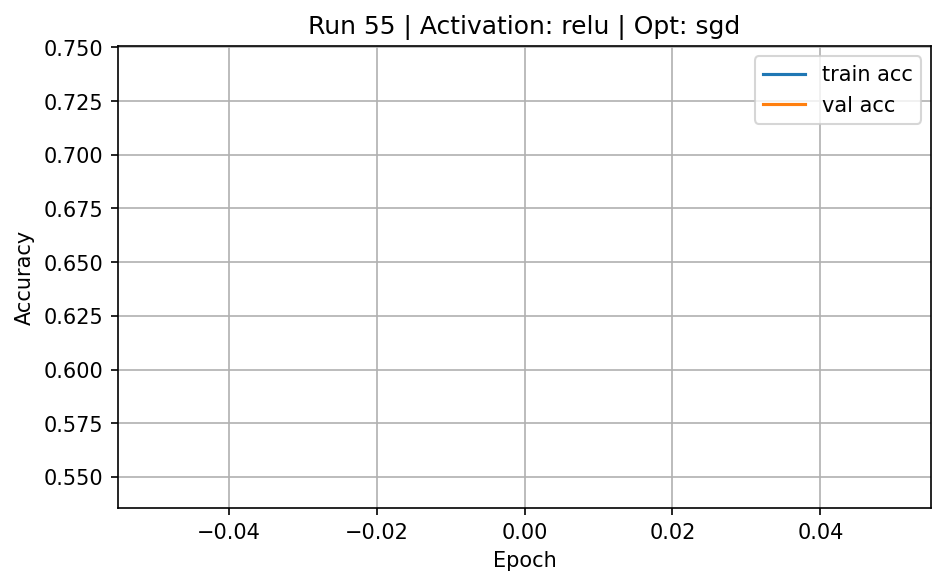 Run 55 | Activation: relu | Opt: sgd
train acc
val acc
0.750
0.725
0.700
0.675
0.650
0.625
0.600
0.575
0.550
Accuracy
−0.04 −0.02 0.00 0.02 0.04
Epoch